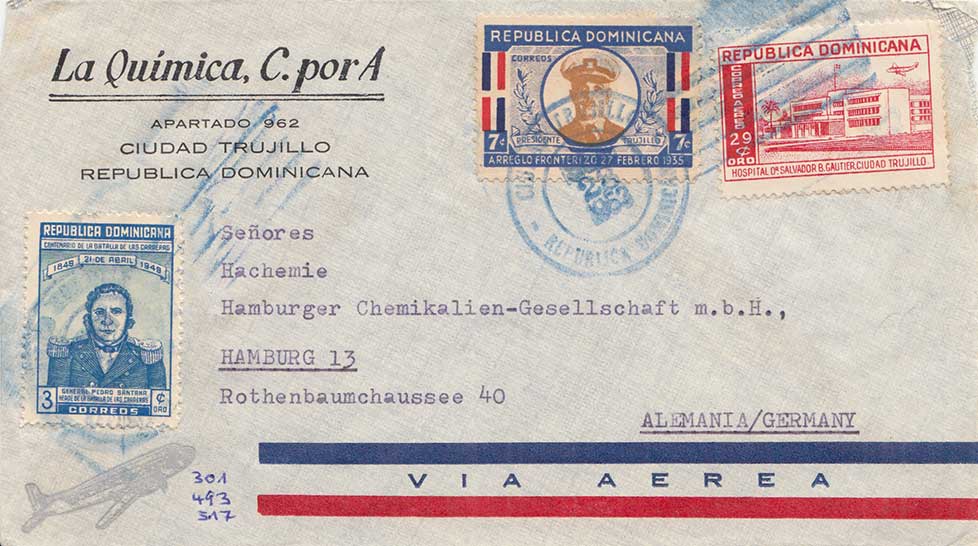 La Química, C. por A
APARTADO 962
CIUDAD TRUJILLO
REPUBLICA DOMINICANA
REPUBLICA DOMINICANA
CORREOS
PRESIDENTE TRUJILLO
7¢ 7¢
ARREGLO FRONTERIZO 27 FEBRERO 1935
REPUBLICA DOMINICANA
CORREO AEREO
29 ¢
ORO
HOSPITAL Dr. SALVADOR B. GAUTIER, CIUDAD TRUJILLO
REPUBLICA DOMINICANA
REPUBLICA DOMINICANA
CENTENARIO DE LA BATALLA DE LAS CARRERAS
1849 21 DE ABRIL 1949
GENERAL PEDRO SANTANA
HEROE DE LA BATALLA DE LAS CARRERAS
3 ¢ ORO
CORREOS
Señores
Hachemie
Hamburger Chemikalien-Gesellschaft m.b.H.,
HAMBURG 13
Rothenbaumchaussee 40
ALEMANIA/GERMANY
VIA AEREA
301
493
317